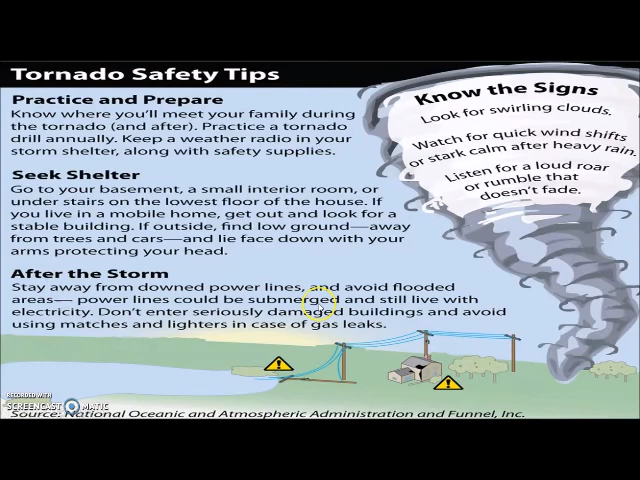 Tornado Safety Tips
Practice and Prepare
Know where you'll meet your family during
the tornado (and after). Practice a tornado
drill annually. Keep a weather radio in your
storm shelter, along with safety supplies.
Seek Shelter
Go to your basement, a small interior room, or
under stairs on the lowest floor of the house. If
you live in a mobile home, get out and look for a
stable building. If outside, find low ground—away
from trees and cars—and lie face down with your
arms protecting your head.
After the Storm
Stay away from downed power lines, and avoid flooded
areas— power lines could be submerged and still live with
electricity. Don't enter seriously damaged buildings and avoid
using matches and lighters in case of gas leaks.
Know the Signs
Look for swirling clouds.
Watch for quick wind shifts
or stark calm after heavy rain.
Listen for a loud roar
or rumble that
doesn't fade.
RECORDED WITH
SCREENCAST MATIC
Source: National Oceanic and Atmospheric Administration and Funnel, Inc.